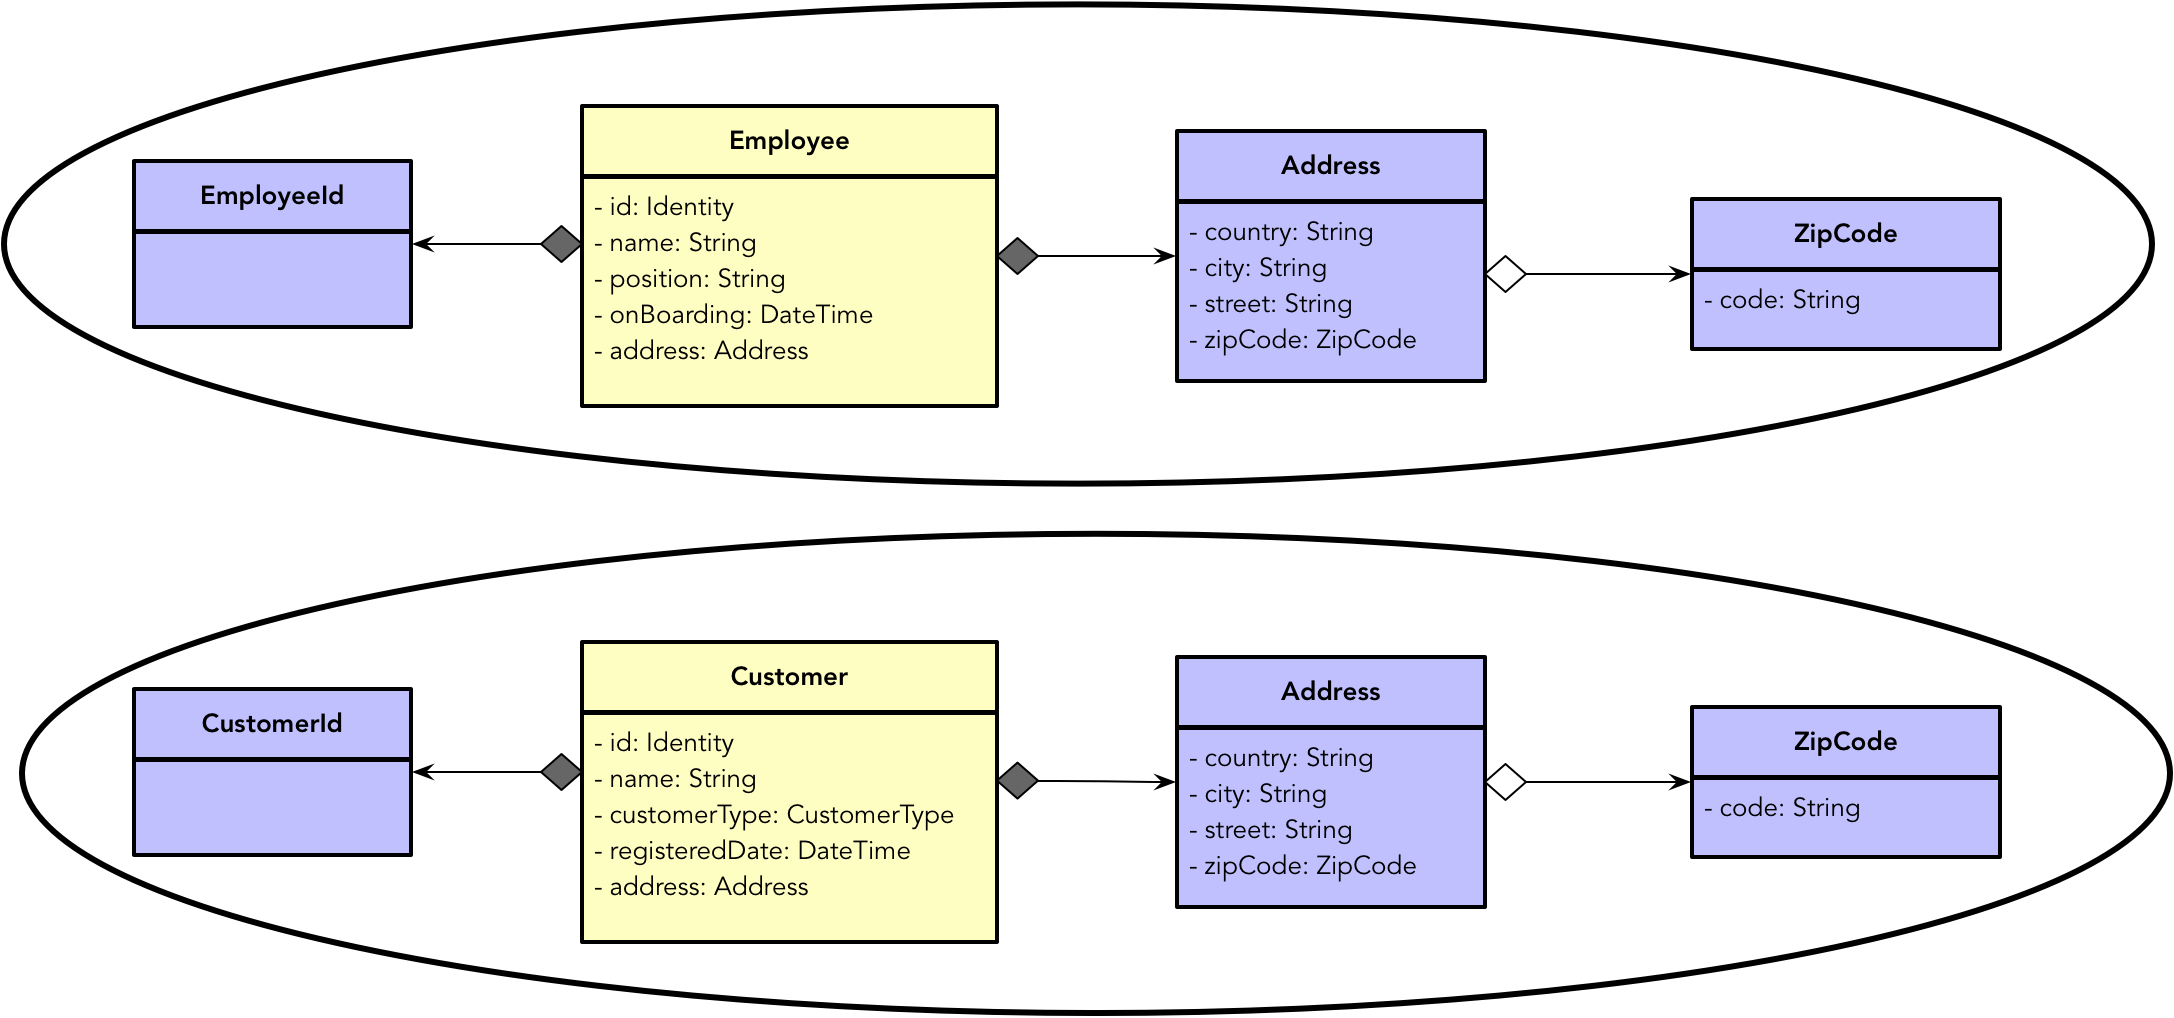 EmployeeId
Employee
- id: Identity
- name: String
- position: String
- onBoarding: DateTime
- address: Address
Address
- country: String
- city: String
- street: String
- zipCode: ZipCode
ZipCode
- code: String
CustomerId
Customer
- id: Identity
- name: String
- customerType: CustomerType
- registeredDate: DateTime
- address: Address
Address
- country: String
- city: String
- street: String
- zipCode: ZipCode
ZipCode
- code: String